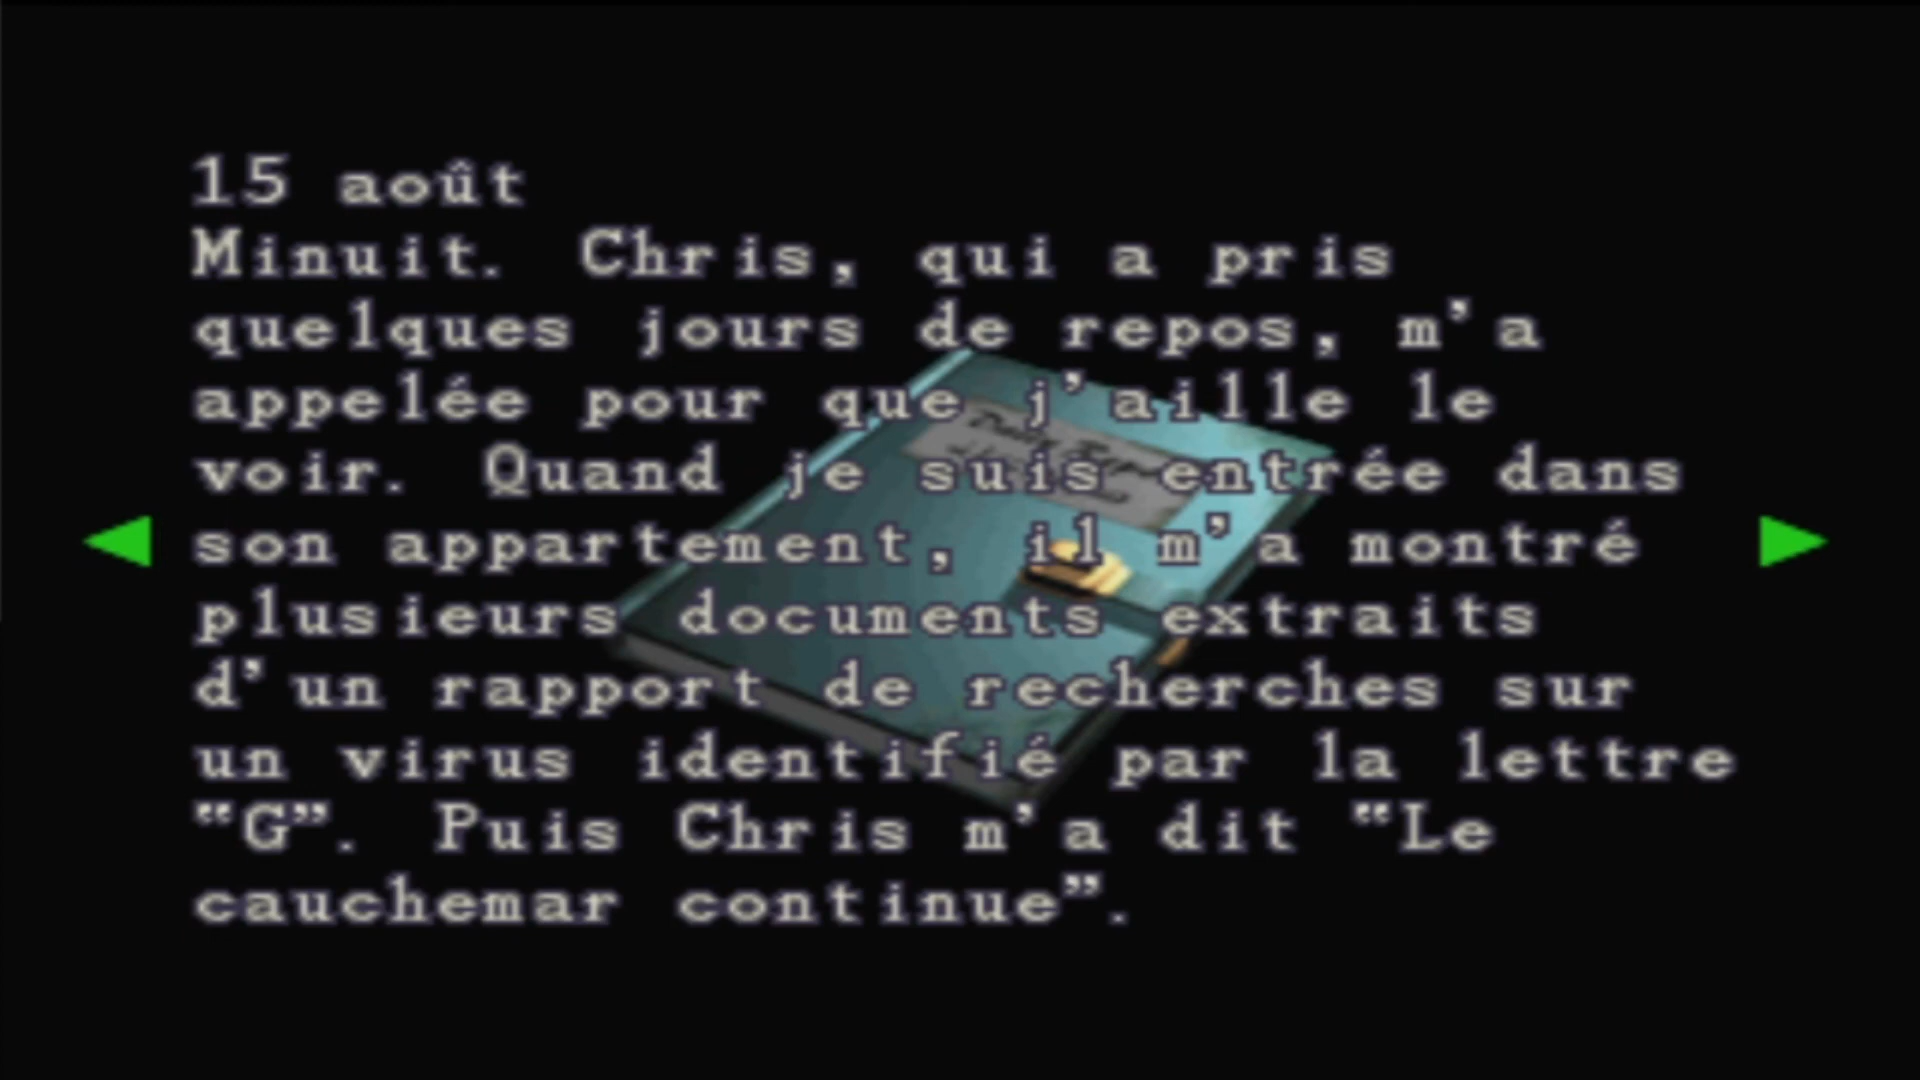 15 août
Minuit. Chris, qui a pris
quelques jours de repos, m’a
appelée pour que j’aille le
voir. Quand je suis entrée dans
son appartement, il m’a montré
plusieurs documents extraits
d’un rapport de recherches sur
un virus identifié par la lettre
"G”. Puis Chris m’a dit "Le
cauchemar continue”.